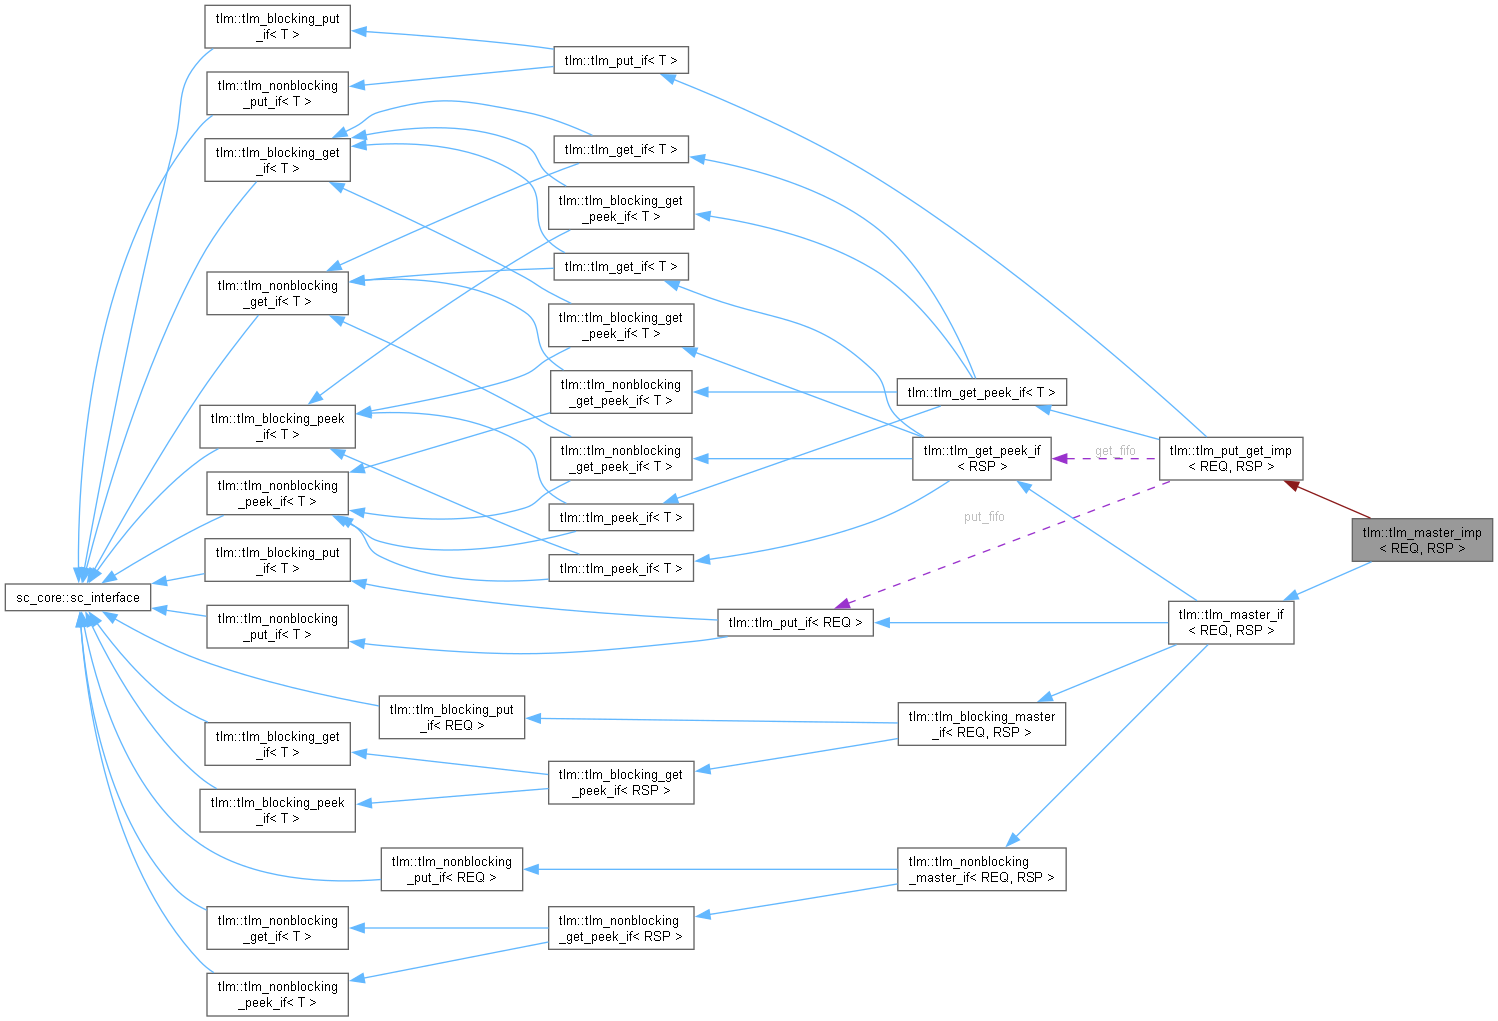 tlm::tlm_blocking_put
_if< T >
tlm::tlm_nonblocking
_put_if< T >
tlm::tlm_blocking_get
_if< T >
tlm::tlm_nonblocking
_get_if< T >
tlm::tlm_blocking_peek
_if< T >
tlm::tlm_nonblocking
_peek_if< T >
tlm::tlm_blocking_put
_if< T >
sc_core::sc_interface
tlm::tlm_nonblocking
_put_if< T >
tlm::tlm_blocking_get
_if< T >
tlm::tlm_blocking_peek
_if< T >
tlm::tlm_nonblocking
_get_if< T >
tlm::tlm_nonblocking
_peek_if< T >
tlm::tlm_blocking_put
_if< REQ >
tlm::tlm_nonblocking
_put_if< REQ >
tlm::tlm_put_if< T >
tlm::tlm_get_if< T >
tlm::tlm_blocking_get
_peek_if< T >
tlm::tlm_get_if< T >
tlm::tlm_blocking_get
_peek_if< T >
tlm::tlm_nonblocking
_get_peek_if< T >
tlm::tlm_nonblocking
_get_peek_if< T >
tlm::tlm_peek_if< T >
tlm::tlm_peek_if< T >
tlm::tlm_blocking_get
_peek_if< RSP >
tlm::tlm_nonblocking
_get_peek_if< RSP >
tlm::tlm_put_if< REQ >
tlm::tlm_get_peek_if< T >
tlm::tlm_get_peek_if
< RSP >
tlm::tlm_blocking_master
_if< REQ, RSP >
tlm::tlm_nonblocking
_master_if< REQ, RSP >
get_fifo
put_fifo
tlm::tlm_put_get_imp
< REQ, RSP >
tlm::tlm_master_if
< REQ, RSP >
tlm::tlm_master_imp
< REQ, RSP >